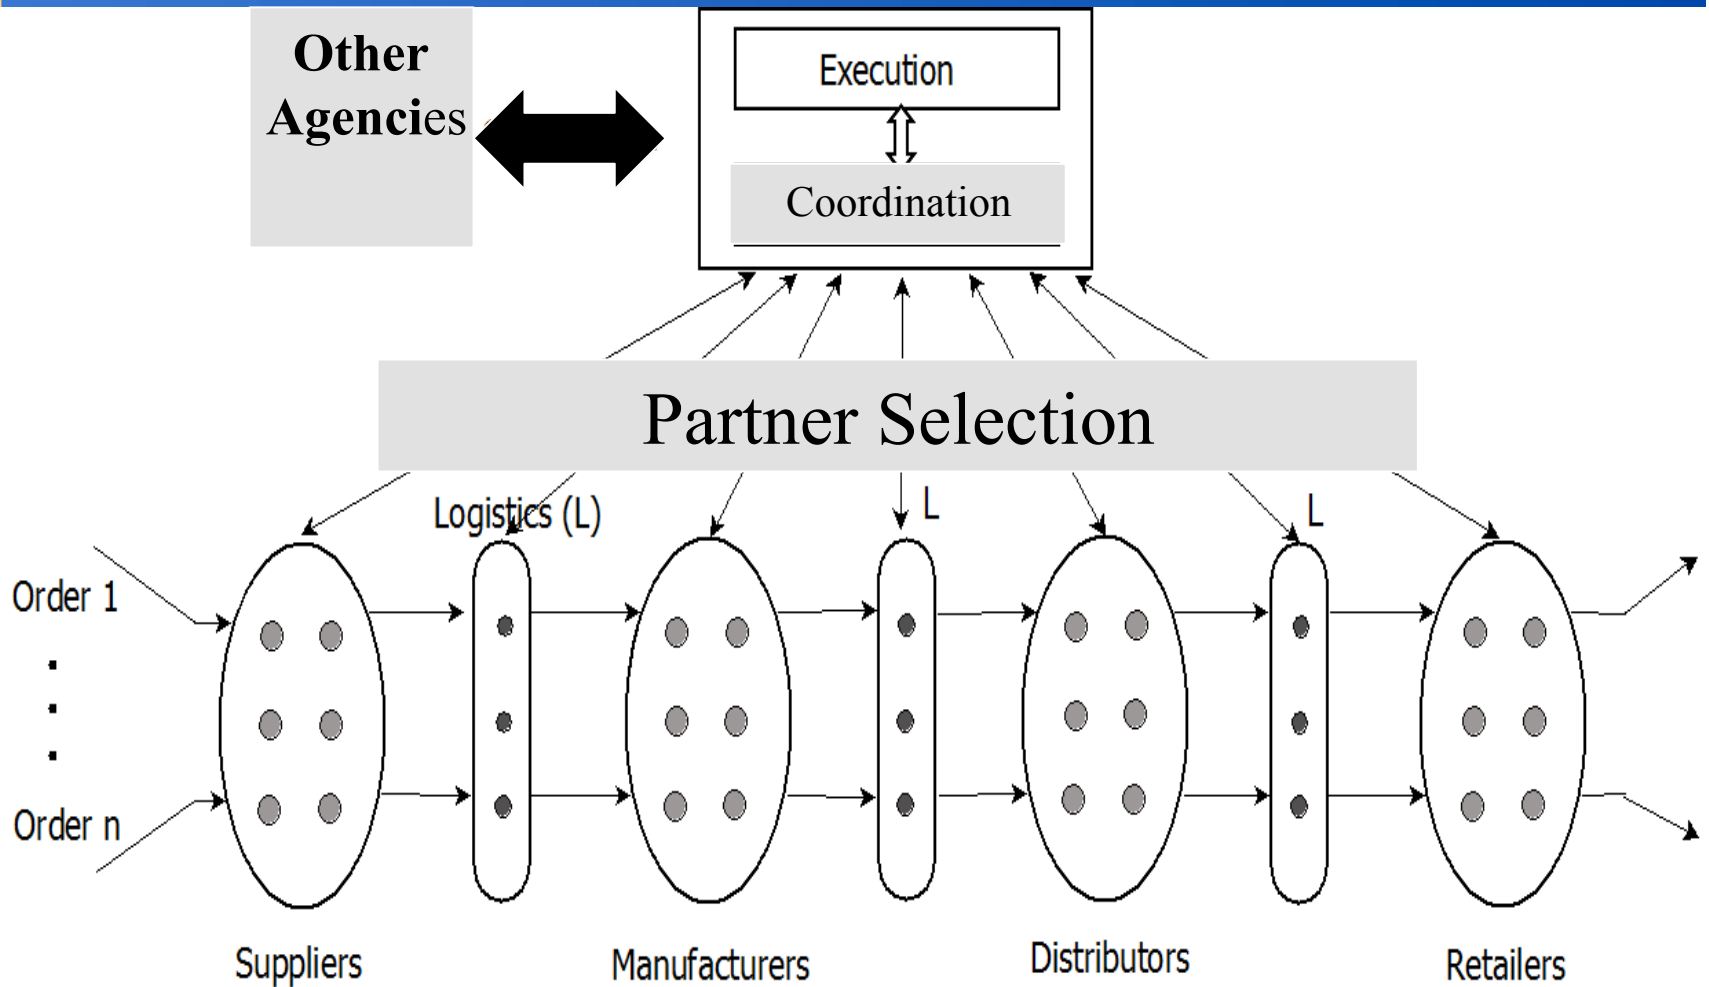 Other
Agencies
Execution
Coordination
Partner Selection
Logistics (L)
L
L
Order 1
Order n
Suppliers
Manufacturers
Distributors
Retailers